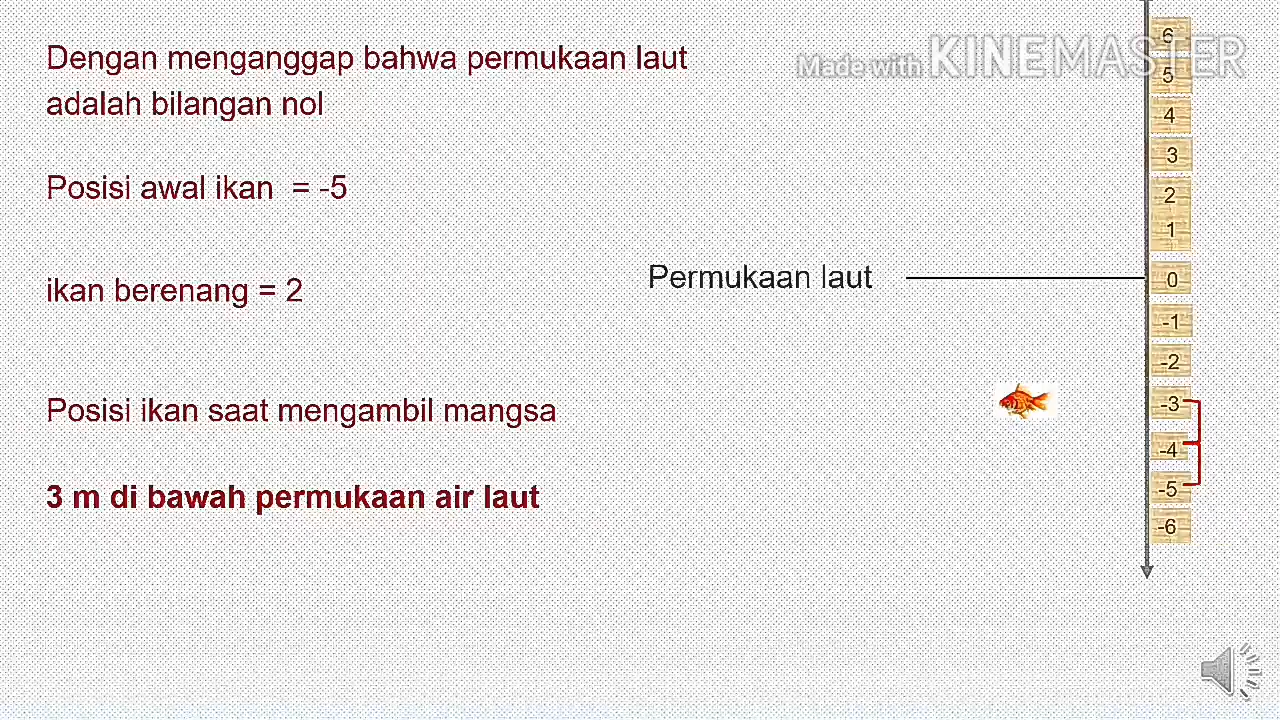 Dengan menganggap bahwa permukaan laut
adalah bilangan nol
Posisi awal ikan = -5
ikan berenang = 2
Posisi ikan saat mengambil mangsa
3 m di bawah permukaan air laut
Permukaan laut
Made with KINEMASTER
6
5
4
3
2
1
0
-1
-2
-3
-4
-5
-6